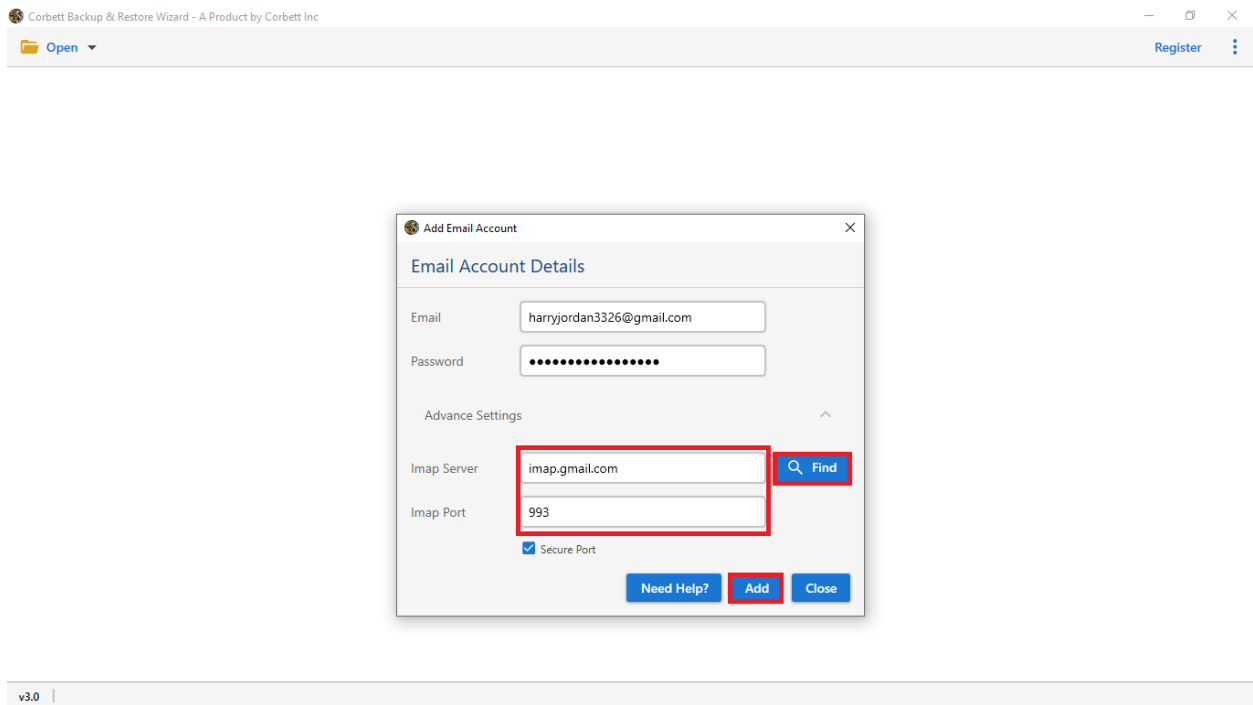 Corbett Backup & Restore Wizard - A Product by Corbett Inc
Open
Register
Add Email Account
Email Account Details
Email
harryjordan3326@gmail.com
Password
•••••••••••••••••
Advance Settings
Imap Server
imap.gmail.com
Find
Imap Port
993
Secure Port
Need Help?
Add
Close
v3.0